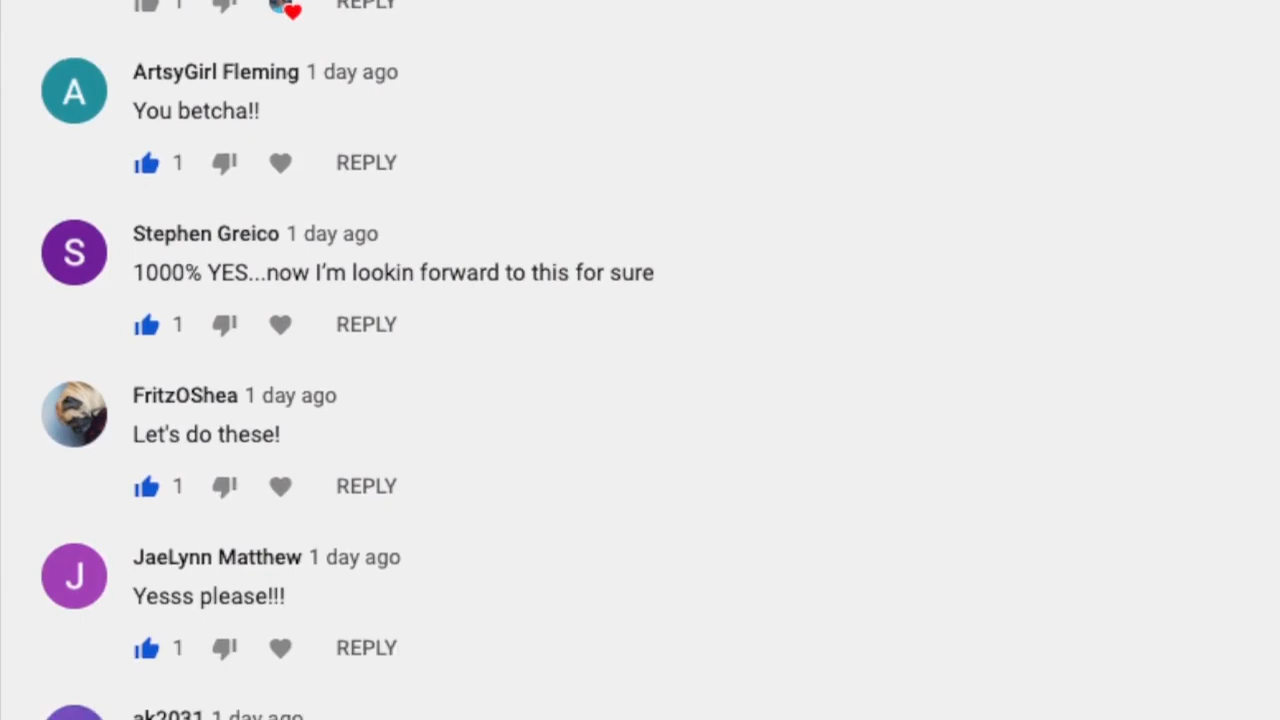 1 REPLY
A
ArtsyGirl Fleming 1 day ago
You betcha!!
1 REPLY
S
Stephen Greico 1 day ago
1000% YES...now I'm lookin forward to this for sure
1 REPLY
FritzOShea 1 day ago
Let's do these!
1 REPLY
J
JaeLynn Matthew 1 day ago
Yesss please!!!
1 REPLY
ak2031 1 day ago